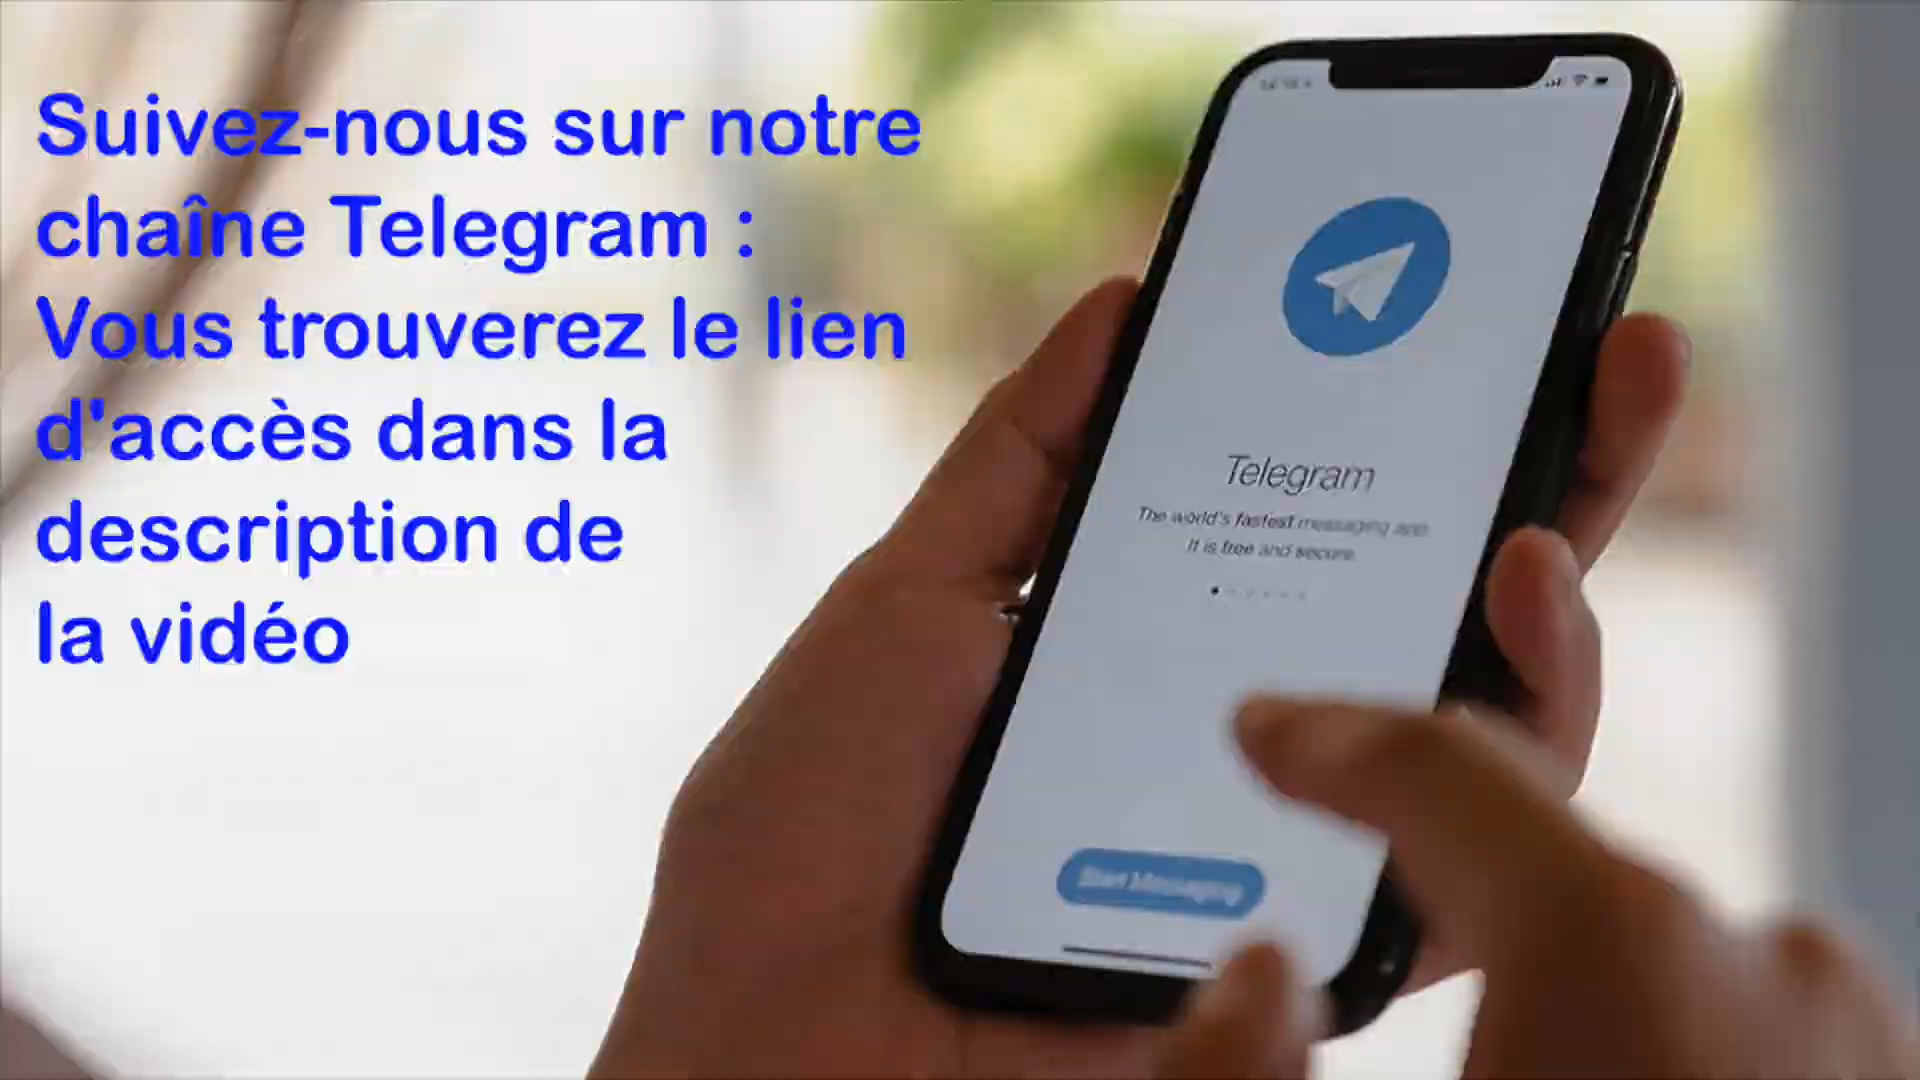 Suivez-nous sur notre
chaîne Telegram :
Vous trouverez le lien
d'accès dans la
description de
la vidéo
Telegram
The world's fastest messaging app.
It is free and secure.
Start Messaging